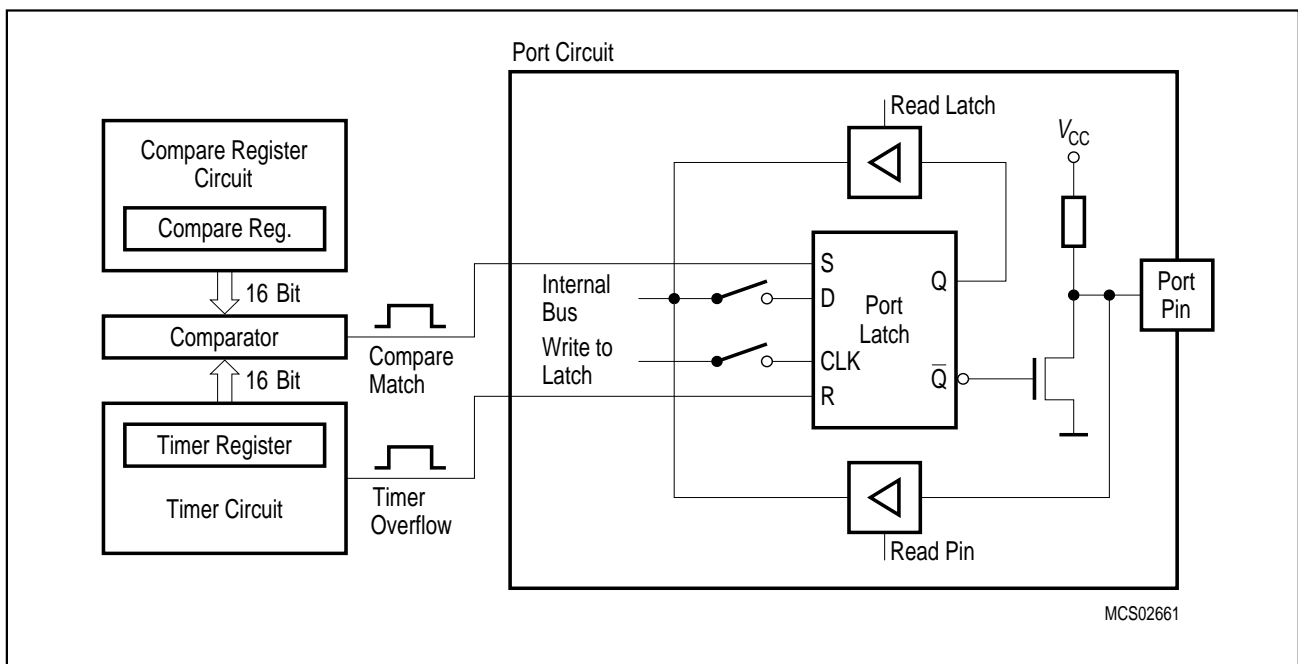 Port Circuit
Compare Register
Circuit
Compare Reg.
16 Bit
Comparator
16 Bit
Timer Register
Timer Circuit
Compare
Match
Timer
Overflow
Read Latch
V_CC
Internal
Bus
Write to
Latch
S
D
CLK
R
Port
Latch
Q
Q̅
Port
Pin
Read Pin
MCS02661